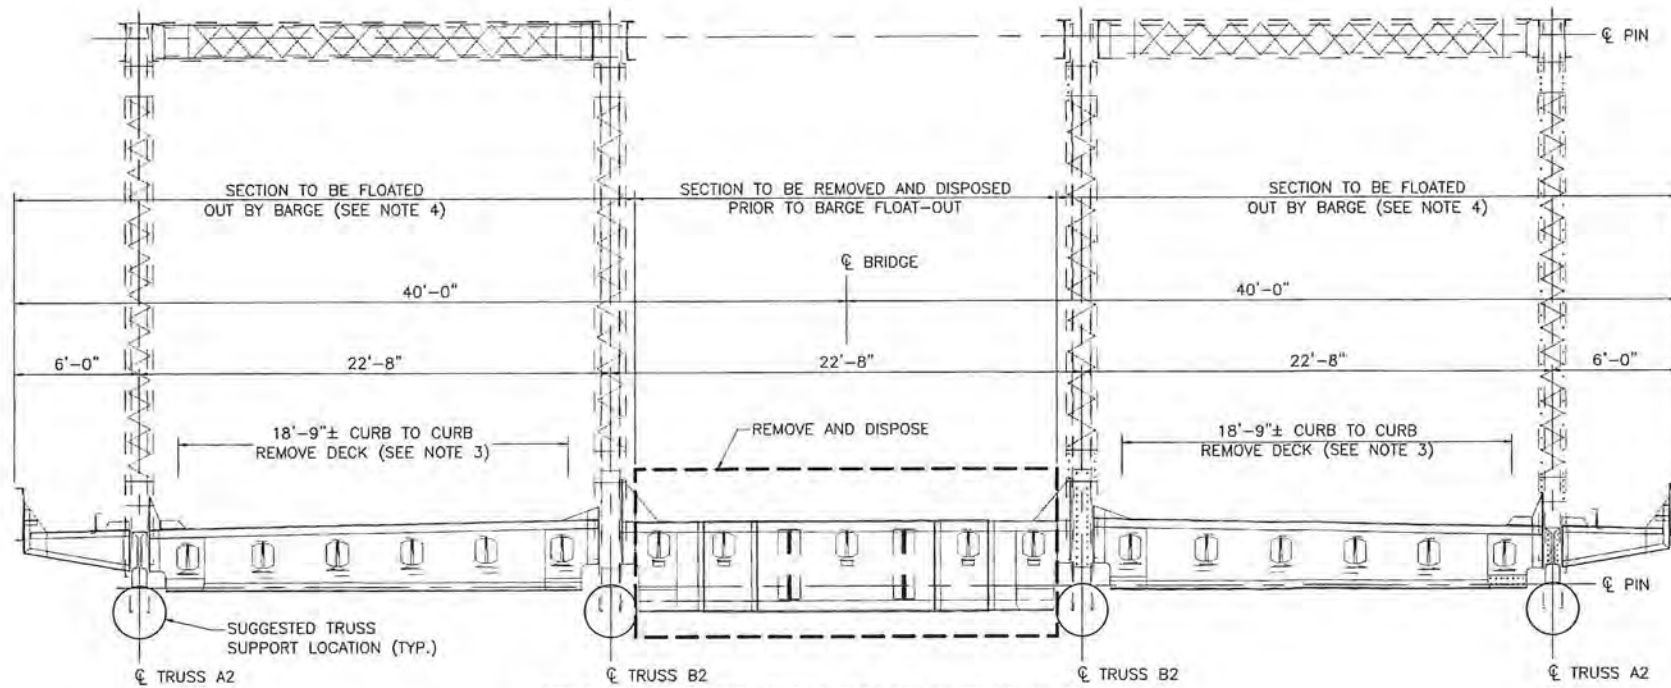 ℄ PIN
SECTION TO BE FLOATED
OUT BY BARGE (SEE NOTE 4)
SECTION TO BE REMOVED AND DISPOSED
PRIOR TO BARGE FLOAT-OUT
SECTION TO BE FLOATED
OUT BY BARGE (SEE NOTE 4)
℄ BRIDGE
40'-0"
40'-0"
6'-0"
22'-8"
22'-8"
22'-8"
6'-0"
18'-9"± CURB TO CURB
REMOVE DECK (SEE NOTE 3)
REMOVE AND DISPOSE
18'-9"± CURB TO CURB
REMOVE DECK (SEE NOTE 3)
℄ PIN
SUGGESTED TRUSS
SUPPORT LOCATION (TYP.)
℄ TRUSS A2
℄ TRUSS B2
℄ TRUSS B2
℄ TRUSS A2